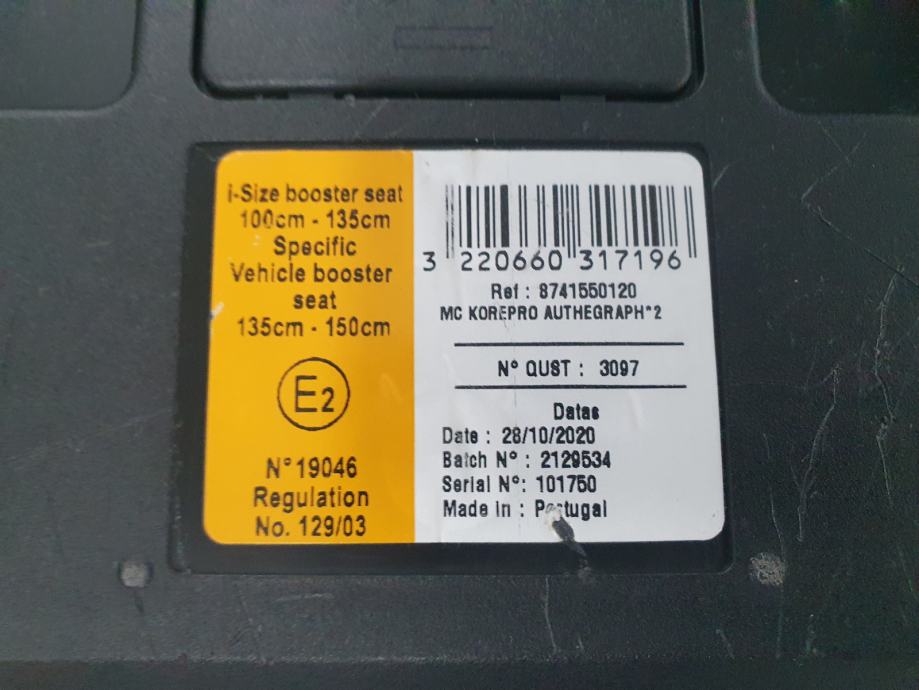 i-Size booster seat
100cm - 135cm
Specific
Vehicle booster
seat
135cm - 150cm
E2
N° 19046
Regulation
No. 129/03
3 220660 317196
Ref : 8741550120
MC KOREPRO AUTHEGRAPH*2
N° QUST : 3097
Datas
Date : 28/10/2020
Batch N° : 2129534
Serial N°: 101750
Made In : Portugal